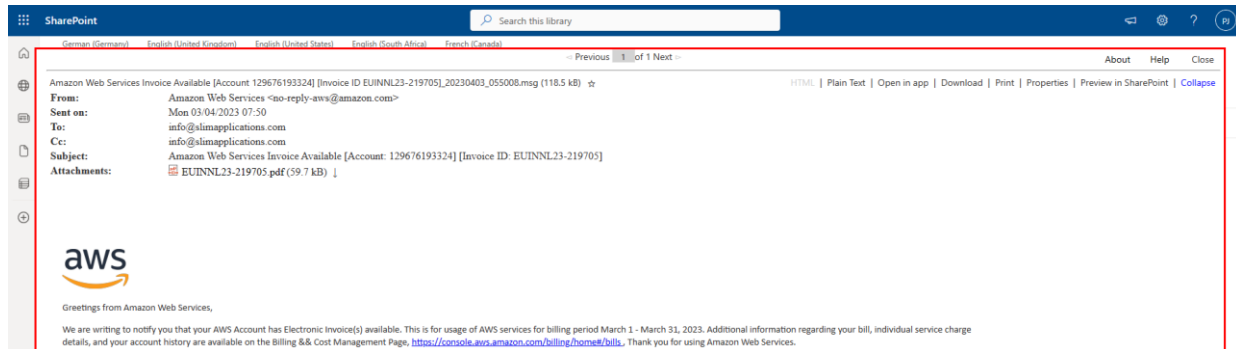 SharePoint
Search this library
PJ
German (Germany) English (United Kingdom) English (United States) English (South Africa) French (Canada)
Previous 1 of 1 Next
About Help Close
Amazon Web Services Invoice Available [Account 129676193324] [Invoice ID EUINNL23-219705]_20230403_055008.msg (118.5 kB)
HTML | Plain Text | Open in app | Download | Print | Properties | Preview in SharePoint | Collapse
From: Amazon Web Services <no-reply-aws@amazon.com>
Sent on: Mon 03/04/2023 07:50
To: info@slimapplications.com
Cc: info@slimapplications.com
Subject: Amazon Web Services Invoice Available [Account: 129676193324] [Invoice ID: EUINNL23-219705]
Attachments: EUINNL23-219705.pdf (59.7 kB)
aws
Greetings from Amazon Web Services,
We are writing to notify you that your AWS Account has Electronic Invoice(s) available. This is for usage of AWS services for billing period March 1 - March 31, 2023. Additional information regarding your bill, individual service charge
details, and your account history are available on the Billing && Cost Management Page, https://console.aws.amazon.com/billing/home#/bills , Thank you for using Amazon Web Services.